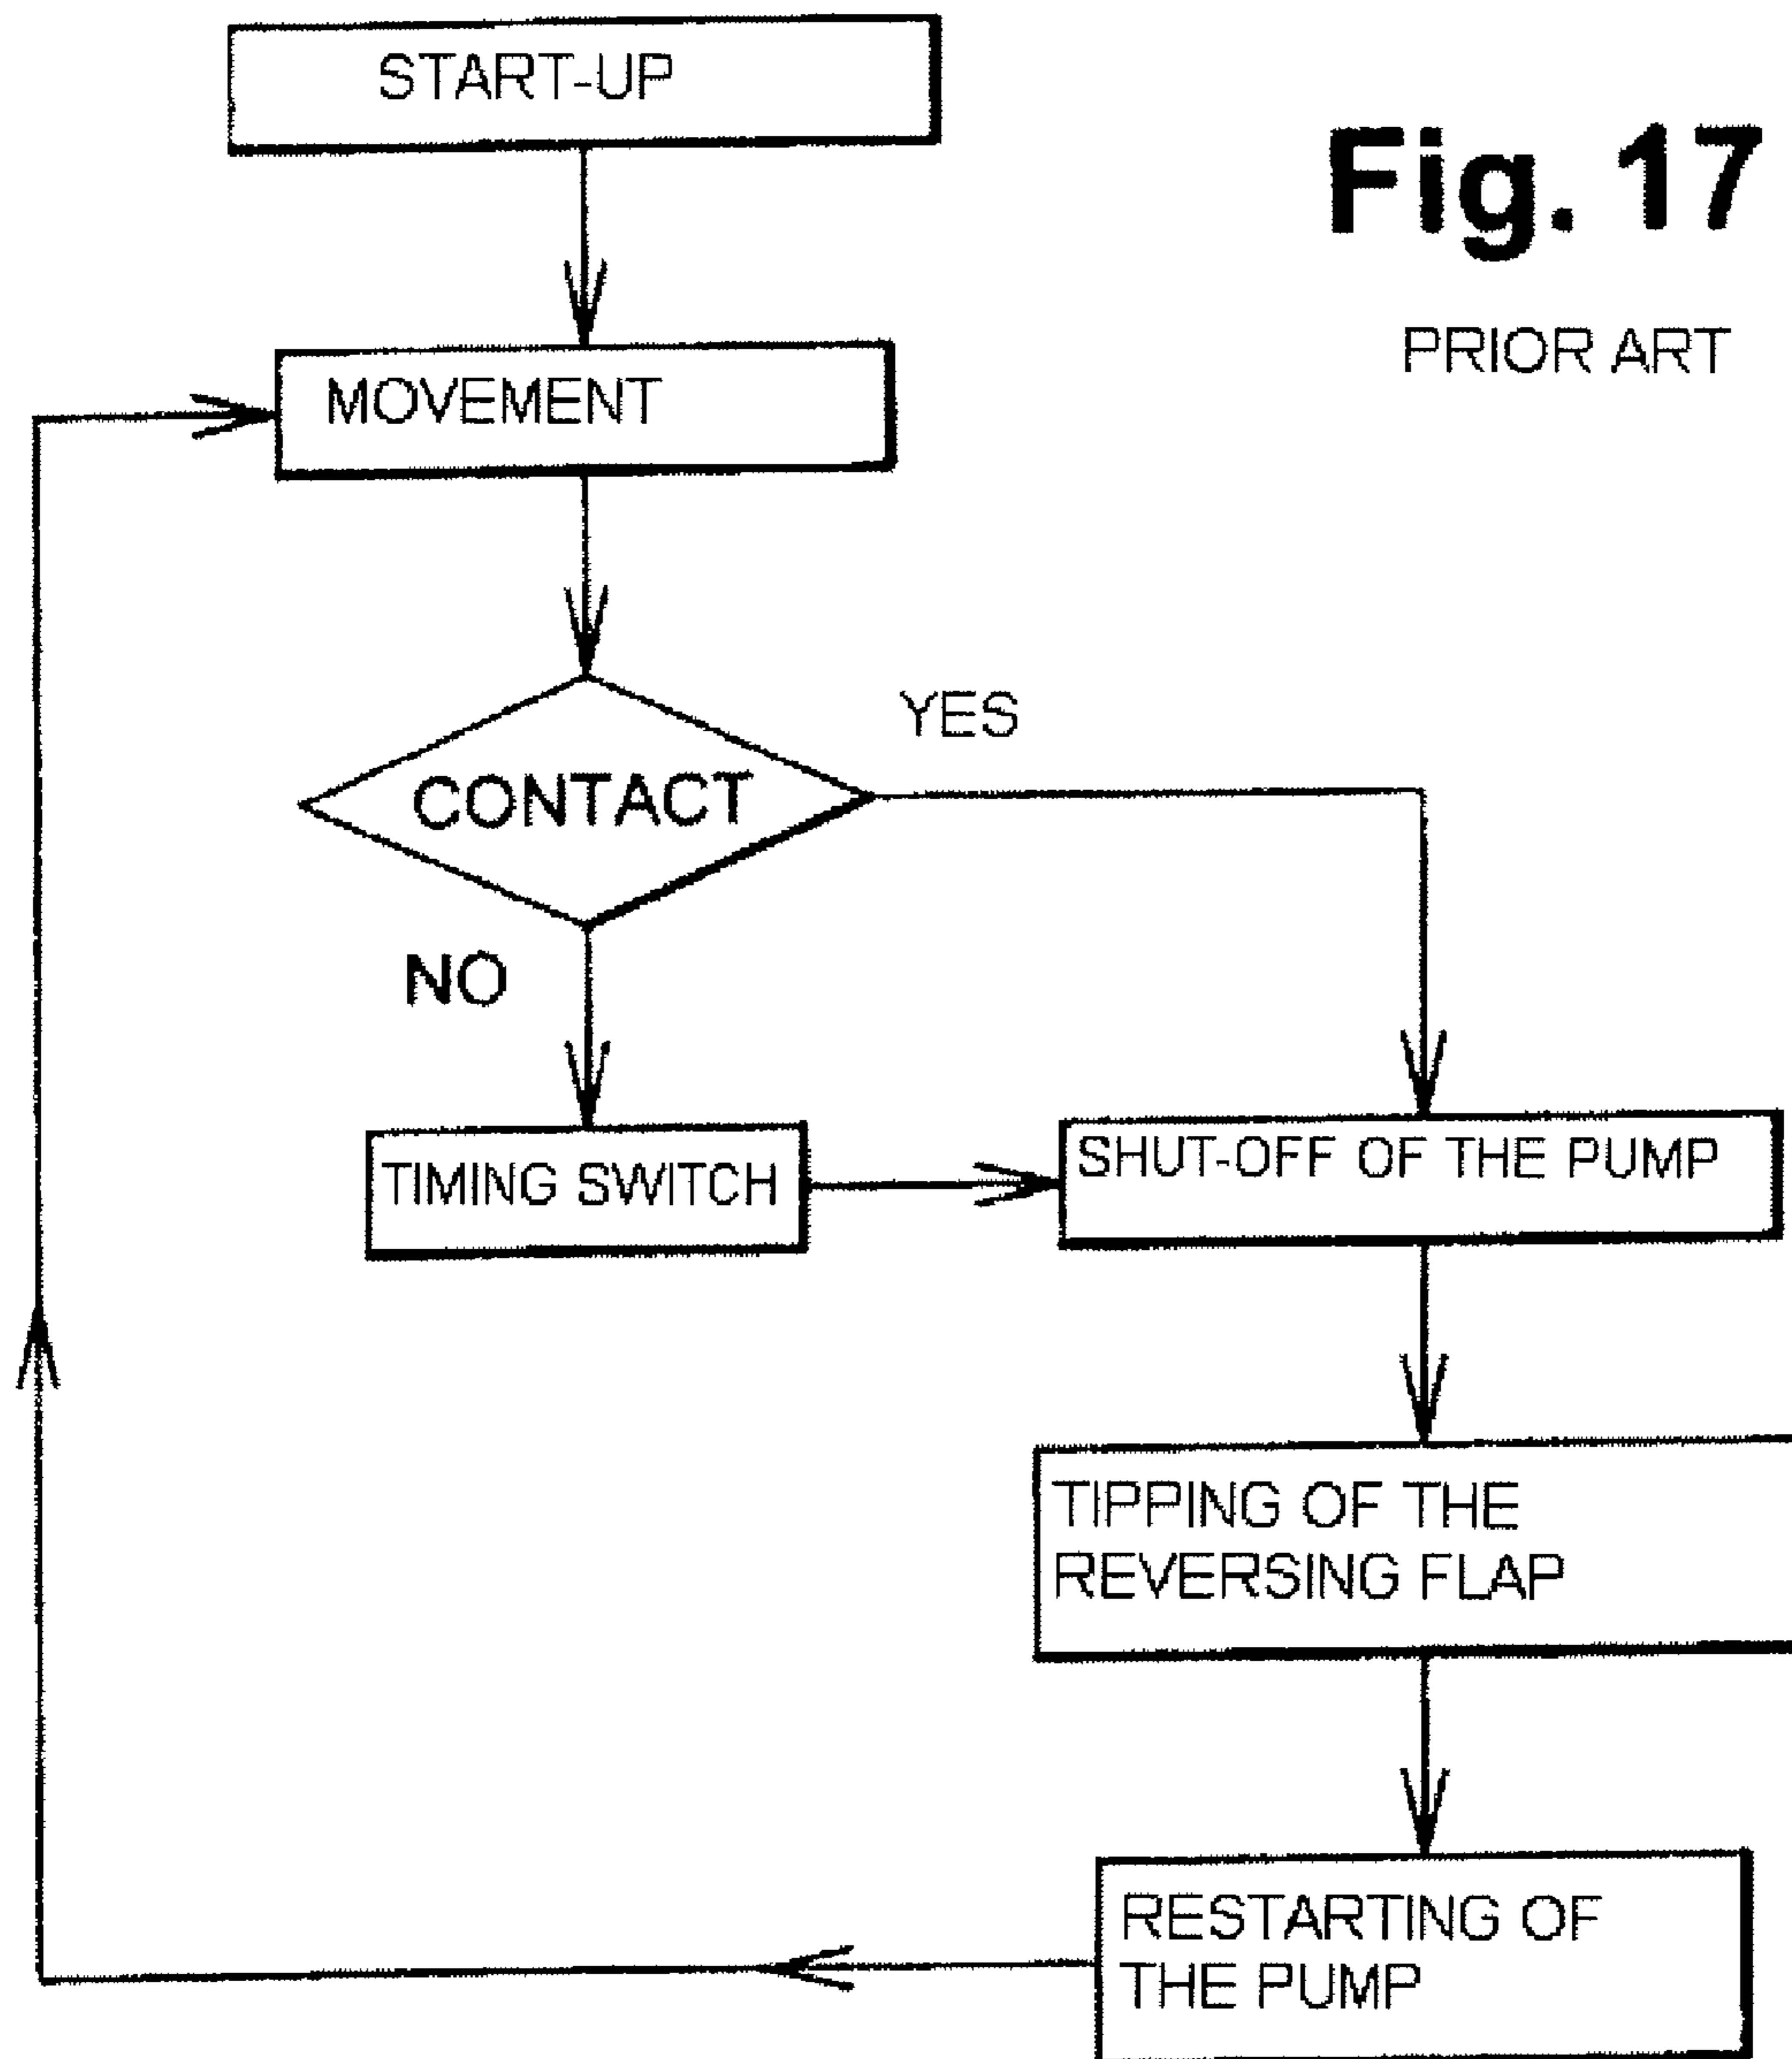 START-UP
Fig. 17
PRIOR ART
MOVEMENT
YES
CONTACT
NO
TIMING SWITCH
SHUT-OFF OF THE PUMP
TIPPING OF THE
REVERSING FLAP
RESTARTING OF
THE PUMP